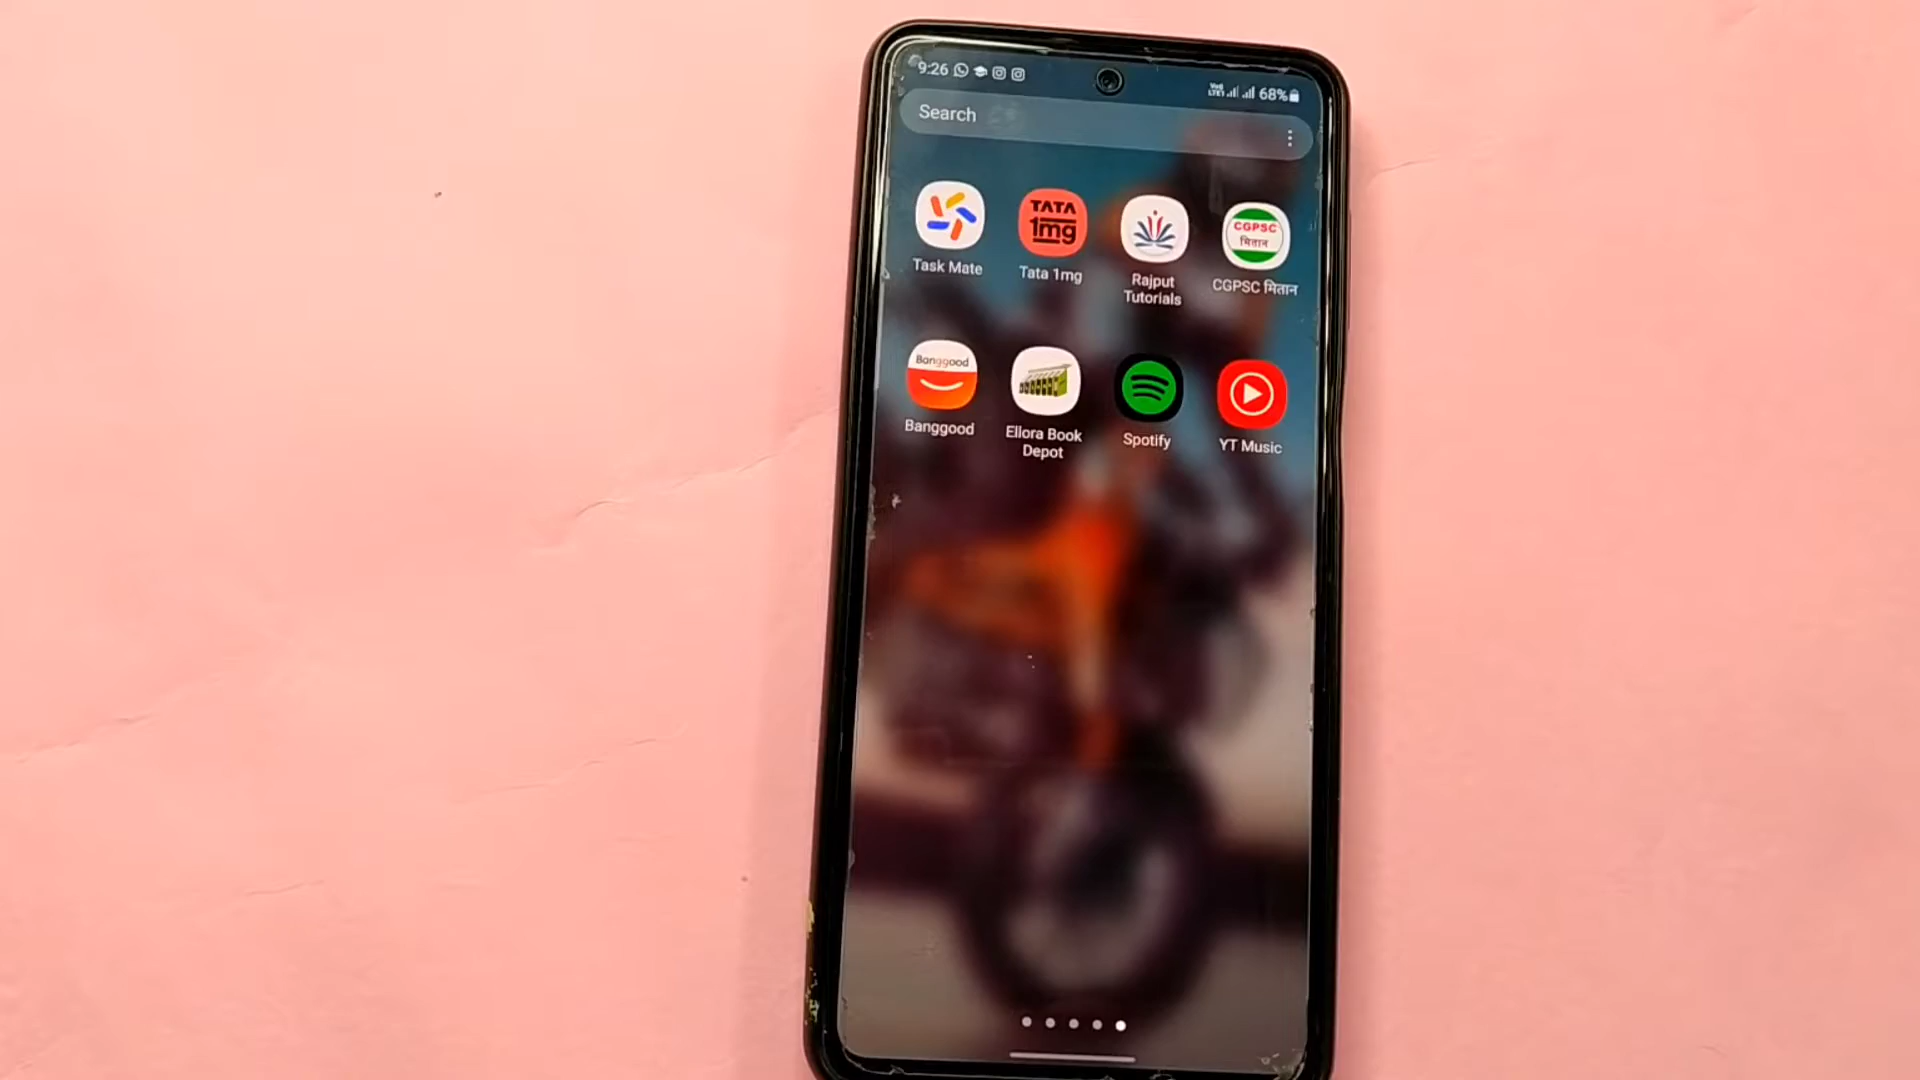 9:26
VoLTE1 68%
Search
TATA
1mg
CGPSC
मितान
Task Mate
Tata 1mg
Rajput
Tutorials
CGPSC मितान
Banggood
Banggood
Ellora Book
Depot
Spotify
YT Music